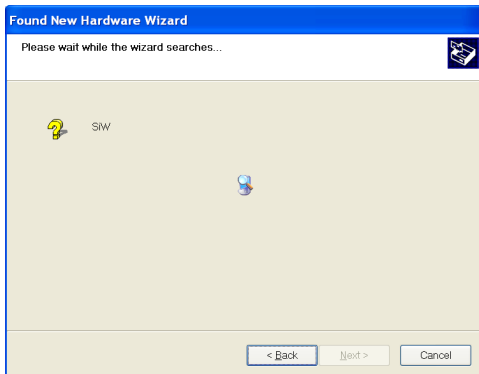 Found New Hardware Wizard
Please wait while the wizard searches...
SiW
< Back
Next >
Cancel